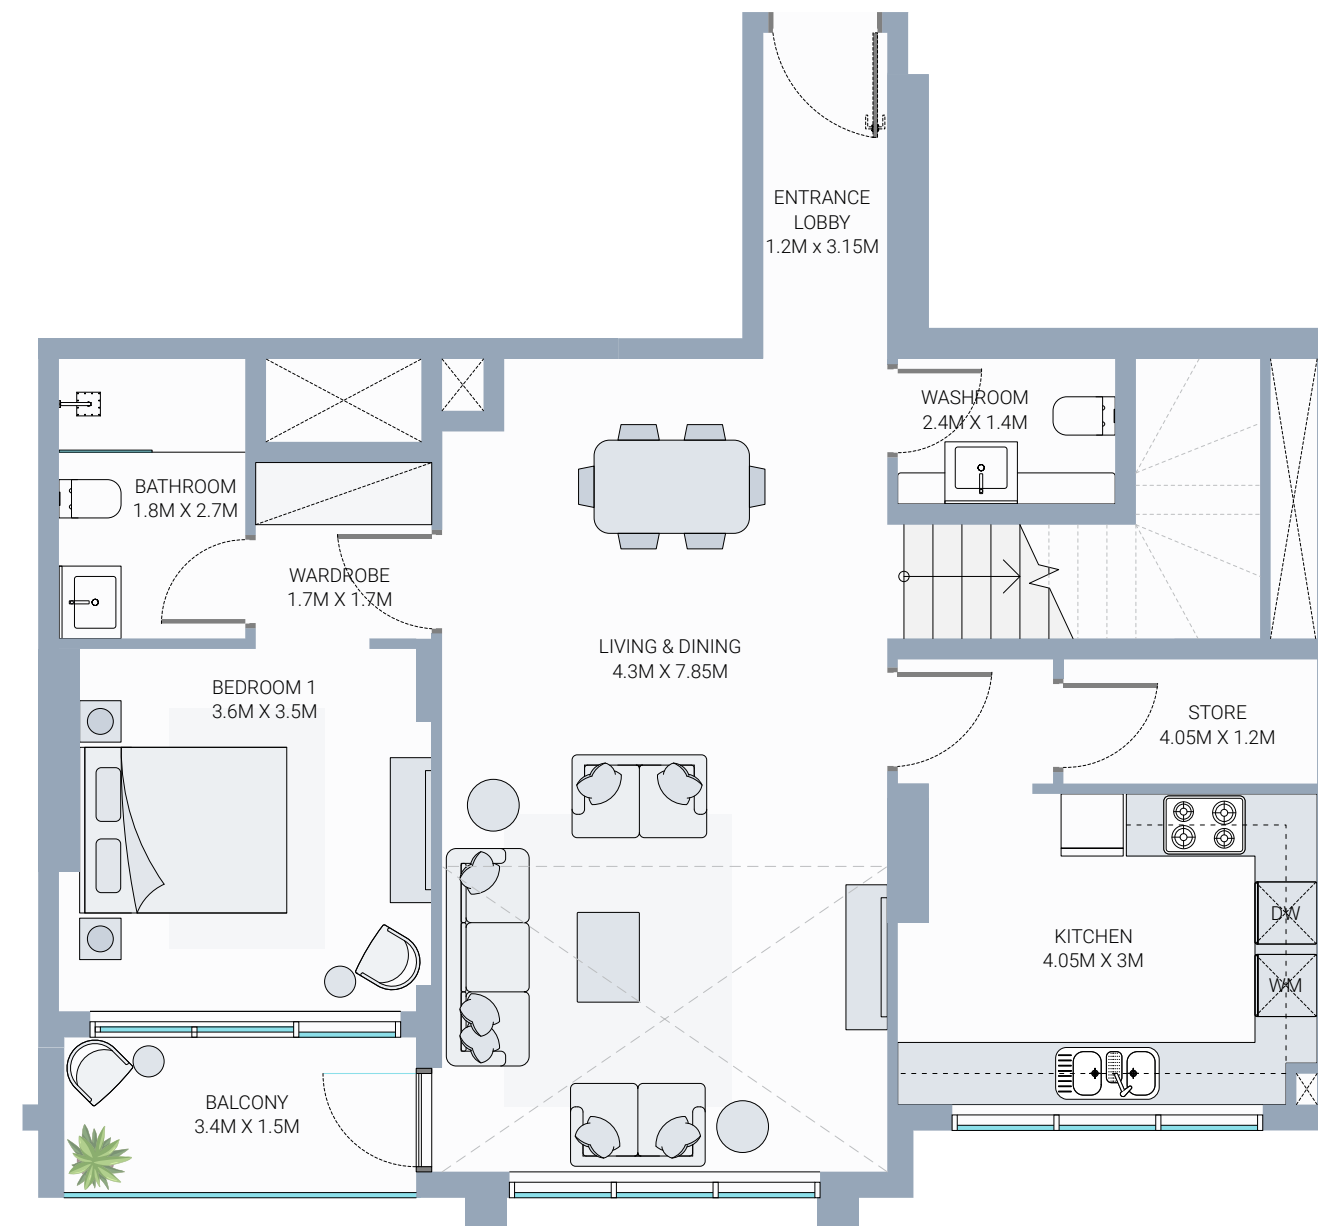 ENTRANCE
LOBBY
1.2M x 3.15M
WASHROOM
2.4M X 1.4M
BATHROOM
1.8M X 2.7M
WARDROBE
1.7M X 1.7M
LIVING & DINING
4.3M X 7.85M
BEDROOM 1
3.6M X 3.5M
STORE
4.05M X 1.2M
DW
KITCHEN
4.05M X 3M
WM
BALCONY
3.4M X 1.5M